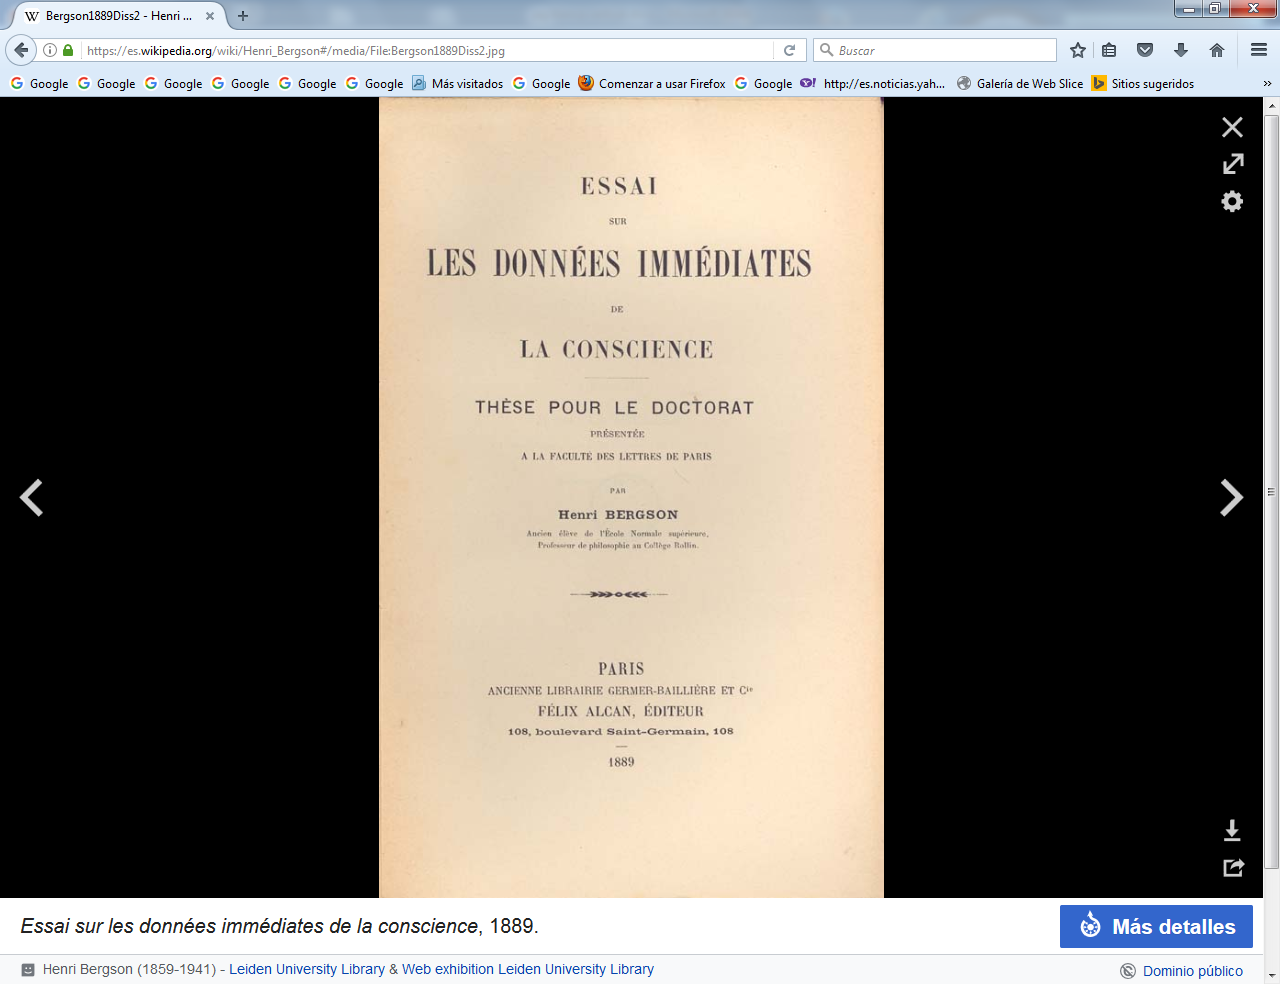 Bergson1889Diss2 - Henri ...
https://es.wikipedia.org/wiki/Henri_Bergson#/media/File:Bergson1889Diss2.jpg
Buscar
Google Google Google Google Google Google Más visitados Google Comenzar a usar Firefox Google http://es.noticias.yah... Galería de Web Slice Sitios sugeridos
ESSAI
SUR
LES DONNÉES IMMÉDIATES
DE
LA CONSCIENCE
THÈSE POUR LE DOCTORAT
PRÉSENTÉE
A LA FACULTÉ DES LETTRES DE PARIS
PAR
Henri BERGSON
Ancien élève de l'École Normale supérieure,
Professeur de philosophie au Collège Rollin.
PARIS
ANCIENNE LIBRAIRIE GERMER-BAILLIÈRE ET Cie
FÉLIX ALCAN, ÉDITEUR
108, boulevard Saint-Germain, 108
1889
Essai sur les données immédiates de la conscience, 1889.
Más detalles
Henri Bergson (1859-1941) - Leiden University Library & Web exhibition Leiden University Library
Dominio público